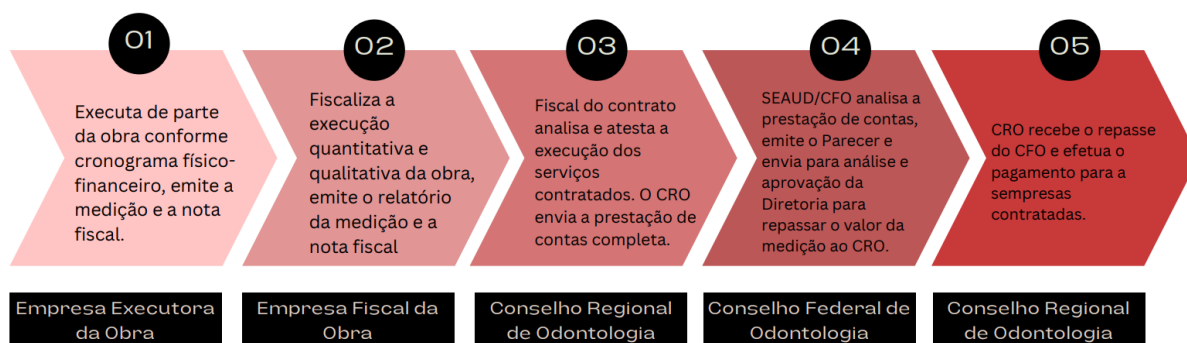 01
Executa de parte
da obra conforme
cronograma físico-
financeiro, emite a
medição e a nota
fiscal.
Empresa Executora
da Obra
02
Fiscaliza a
execução
quantitativa e
qualitativa da obra,
emite o relatório
da medição e a
nota fiscal
Empresa Fiscal da
Obra
03
Fiscal do contrato
analisa e atesta a
execução dos
serviços
contratados. O CRO
envia a prestação de
contas completa.
Conselho Regional
de Odontologia
04
SEAUD/CFO analisa a
prestação de contas,
emite o Parecer e
envia para análise e
aprovação da
Diretoria para
repassar o valor da
medição ao CRO.
Conselho Federal de
Odontologia
05
CRO recebe o repasse
do CFO e efetua o
pagamento para a
sempresas
contratadas.
Conselho Regional
de Odontologia